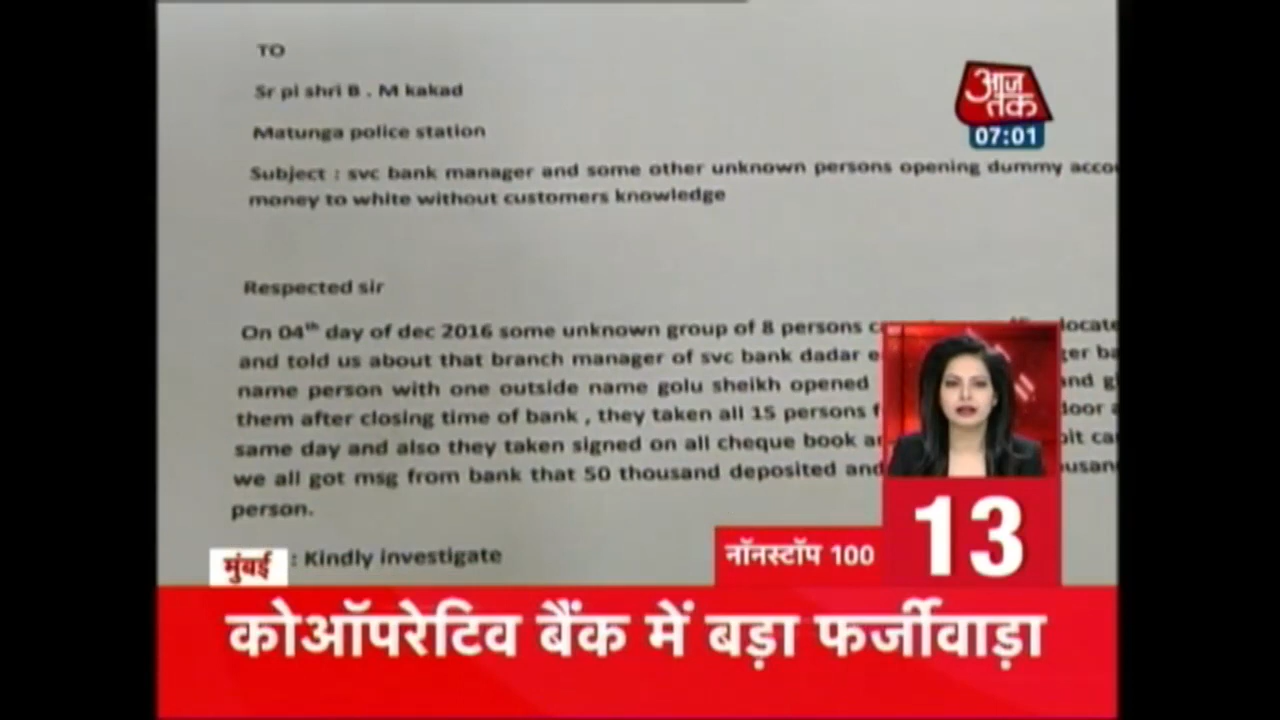 TO
Sr pi shri B . M kakad
Matunga police station
Subject : svc bank manager and some other unknown persons opening dummy
money to white without customers knowledge
Respected sir
On 04th day of dec 2016 some unknown group of 8 persons
and told us about that branch manager of svc bank dadar
name person with one outside name golu sheikh opened
them after closing time of bank , they taken all 15 persons
same day and also they taken signed on all cheque book
we all got msg from bank that 50 thousand deposited and
person.
: Kindly investigate
आज
तक
07:01
नॉनस्टॉप 100
13
मुंबई
कोऑपरेटिव बैंक में बड़ा फर्जीवाड़ा